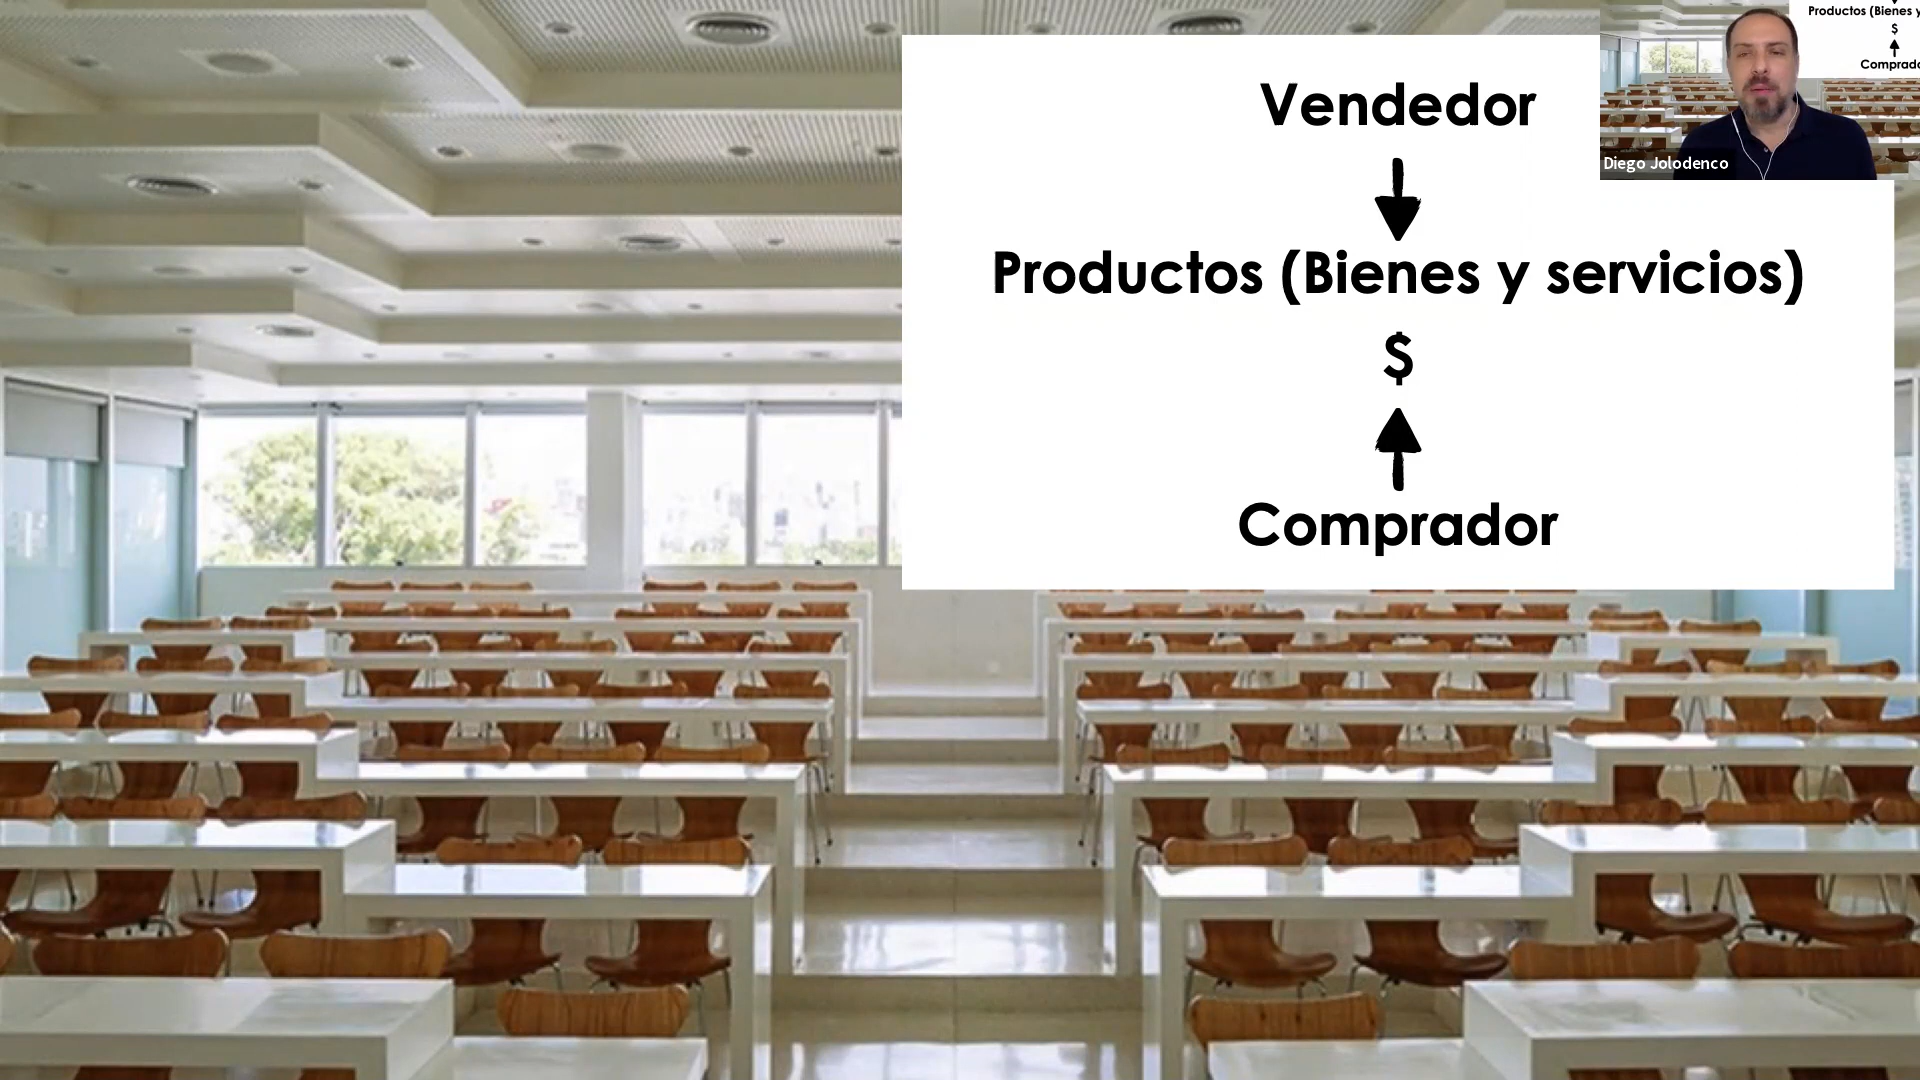 Vendedor
Productos (Bienes y servicios)
$
Comprador
Productos (Bienes y
$
Comprado
Diego Jolodenco